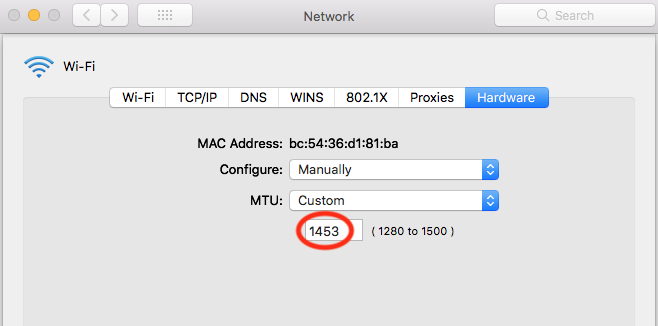 Network
Search
Wi-Fi
Wi-Fi TCP/IP DNS WINS 802.1X Proxies Hardware
MAC Address: bc:54:36:d1:81:ba
Configure: Manually
MTU: Custom
1453 ( 1280 to 1500 )